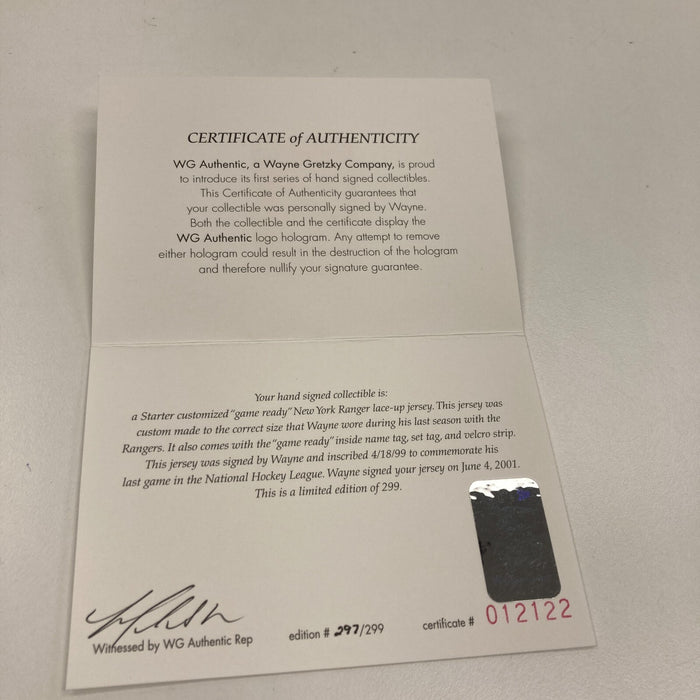 CERTIFICATE of AUTHENTICITY
WG Authentic, a Wayne Gretzky Company, is proud
to introduce its first series of hand signed collectibles.
This Certificate of Authenticity guarantees that
your collectible was personally signed by Wayne.
Both the collectible and the certificate display the
WG Authentic logo hologram. Any attempt to remove
either hologram could result in the destruction of the hologram
and therefore nullify your signature guarantee.
Your hand signed collectible is:
a Starter customized "game ready" New York Ranger lace-up jersey. This jersey was
custom made to the correct size that Wayne wore during his last season with the
Rangers. It also comes with the "game ready" inside name tag, set tag, and velcro strip.
This jersey was signed by Wayne and inscribed 4/18/99 to commemorate his
last game in the National Hockey League. Wayne signed your jersey on June 4, 2001.
This is a limited edition of 299.
Witnessed by WG Authentic Rep
edition # 297/299
certificate # 012122